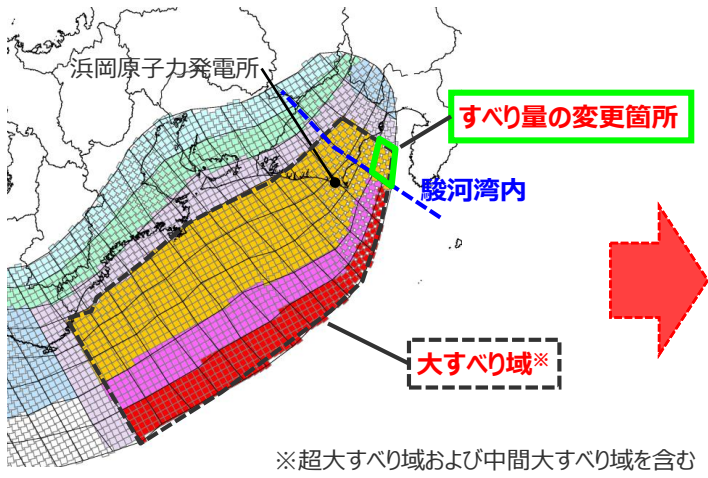 浜岡原子力発電所
すべり量の変更箇所
駿河湾内
大すべり域※
※超大すべり域および中間大すべり域を含む